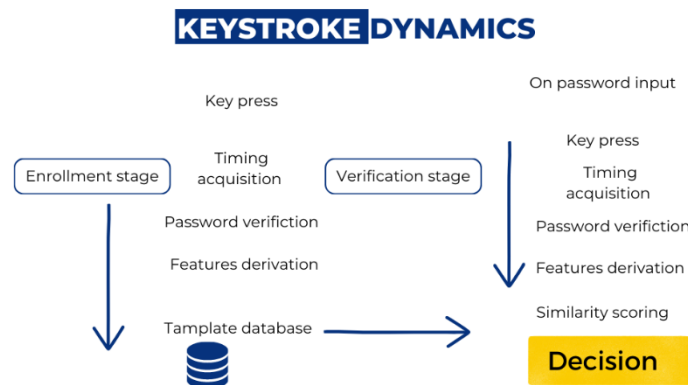 KEYSTROKE DYNAMICS
Enrollment stage
Key press
Timing
acquisition
Password verifiction
Features derivation
Tamplate database
Verification stage
On password input
Key press
Timing
acquisition
Password verifiction
Features derivation
Similarity scoring
Decision